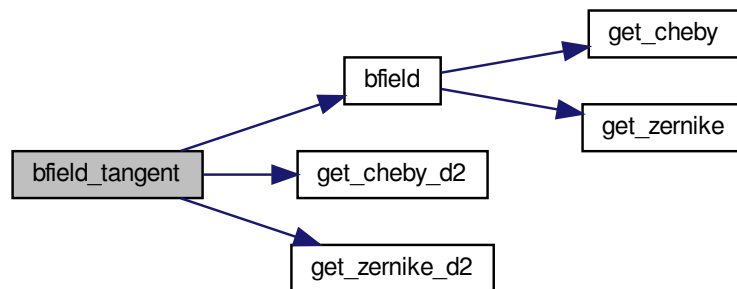 get_cheby
bfield
get_zernike
bfield_tangent
get_cheby_d2
get_zernike_d2